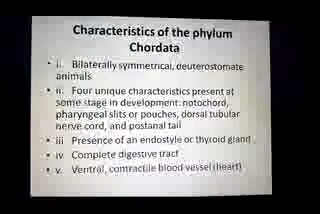 Characteristics of the phylum
Chordata
• i. Bilaterally symmetrical, deuterostomate
animals
• ii. Four unique characteristics present at
some stage in development: notochord,
pharyngeal slits or pouches, dorsal tubular
nerve cord, and postanal tail
• iii Presence of an endostyle or thyroid gland
• iv. Complete digestive tract
• v. Ventral, contractile blood vessel (heart)